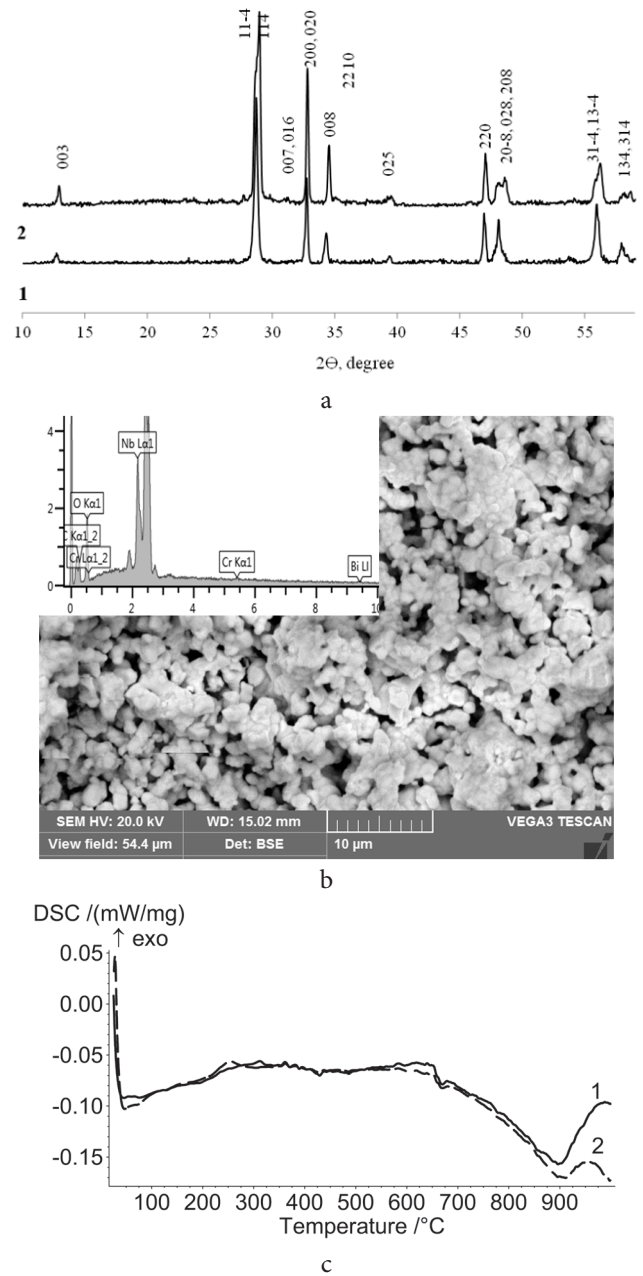 003
11-4
114
007, 016
200, 020
008
22 10
025
220
20-8, 028, 208
31-4, 13-4
134, 314
2
1
10 15 20 25 30 35 40 45 50 55
2Θ, degree
a
4
Nb Lα1
2
O Kα1
C Kα1_2
Cr Lα1_2
Cr Kα1
Bi Ll
0
0 2 4 6 8 10
SEM HV: 20.0 kV WD: 15.02 mm VEGA3 TESCAN
View field: 54.4 µm Det: BSE 10 µm
b
DSC /(mW/mg)
↑ exo
0.05
0.00
-0.05
-0.10
-0.15
1
2
100 200 300 400 500 600 700 800 900
Temperature /°C
c